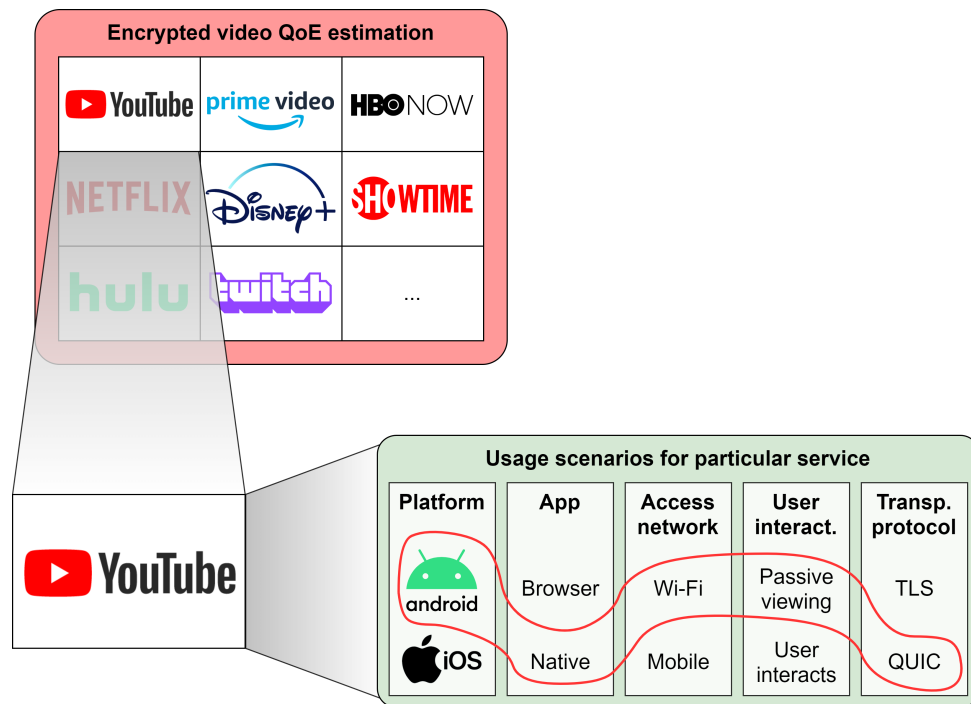 Encrypted video QoE estimation
YouTube
prime video
HBO NOW
NETFLIX
Disney+
SHOWTIME
hulu
twitch
...
YouTube
Usage scenarios for particular service
Platform
App
Access
network
User
interact.
Transp.
protocol
android
Browser
Wi-Fi
Passive
viewing
TLS
iOS
Native
Mobile
User
interacts
QUIC